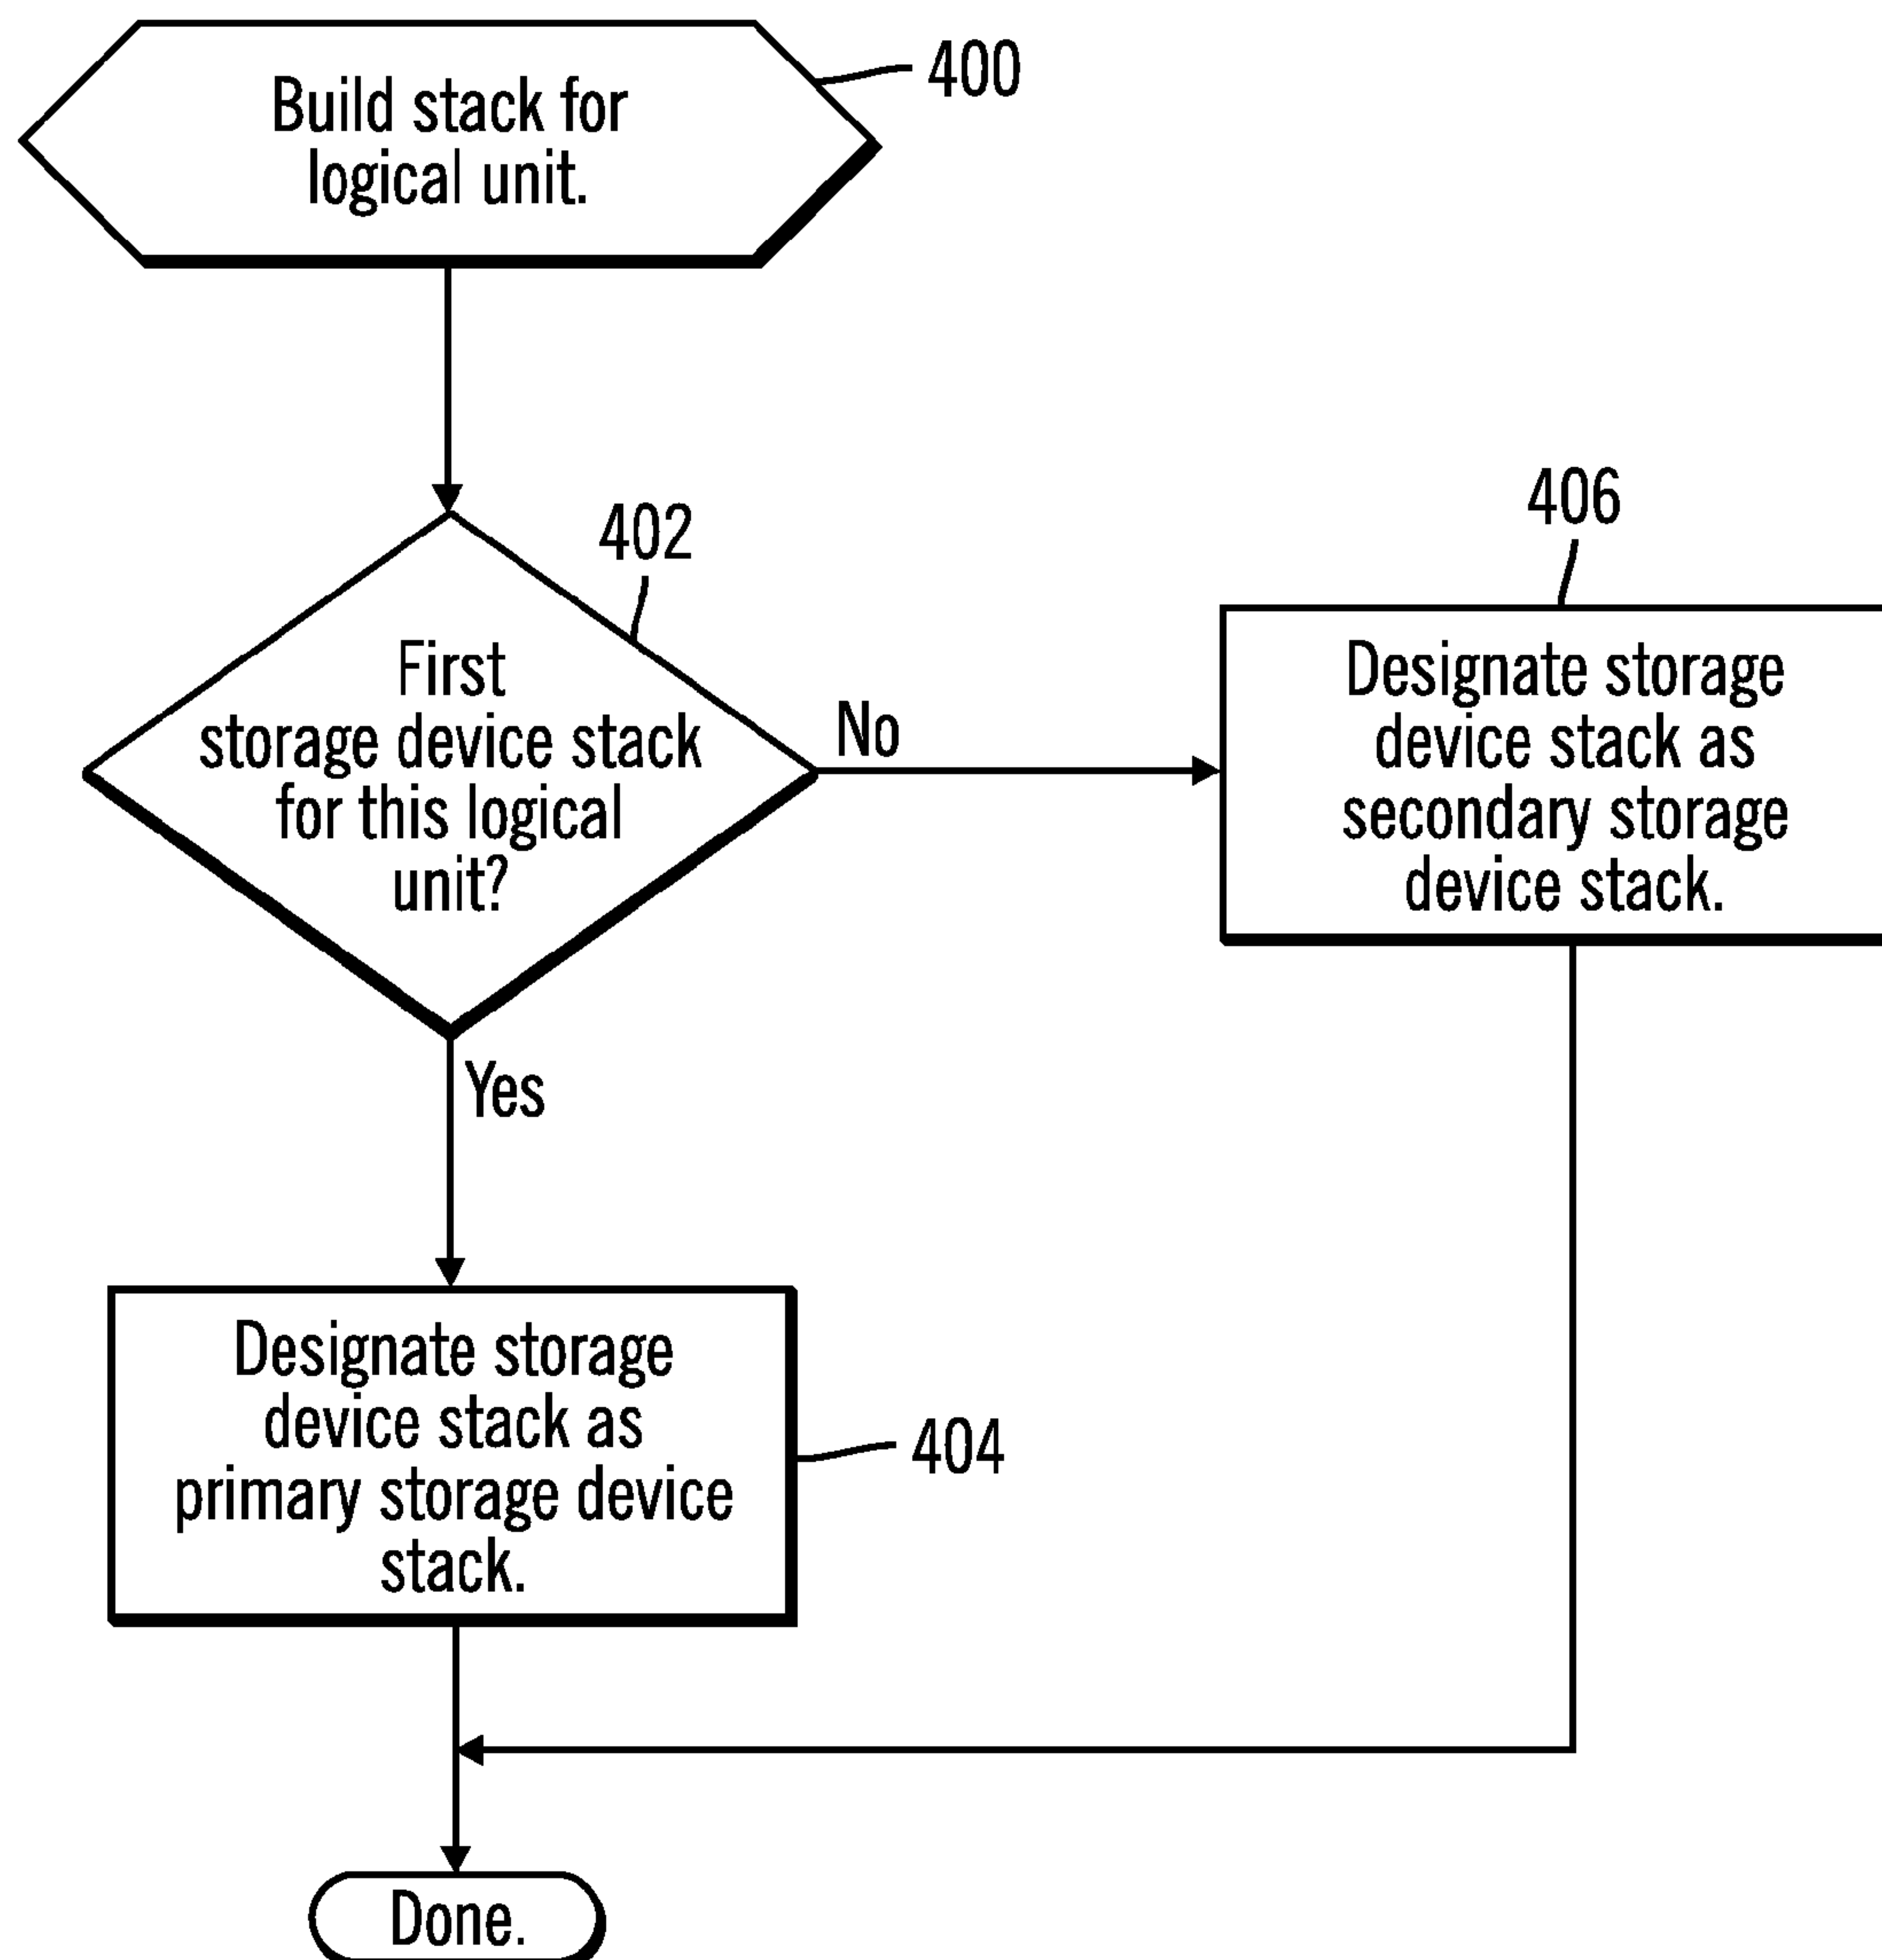 Build stack for
logical unit.
400
402
First
storage device stack
for this logical
unit?
No
406
Designate storage
device stack as
secondary storage
device stack.
Yes
Designate storage
device stack as
primary storage device
stack.
404
Done.